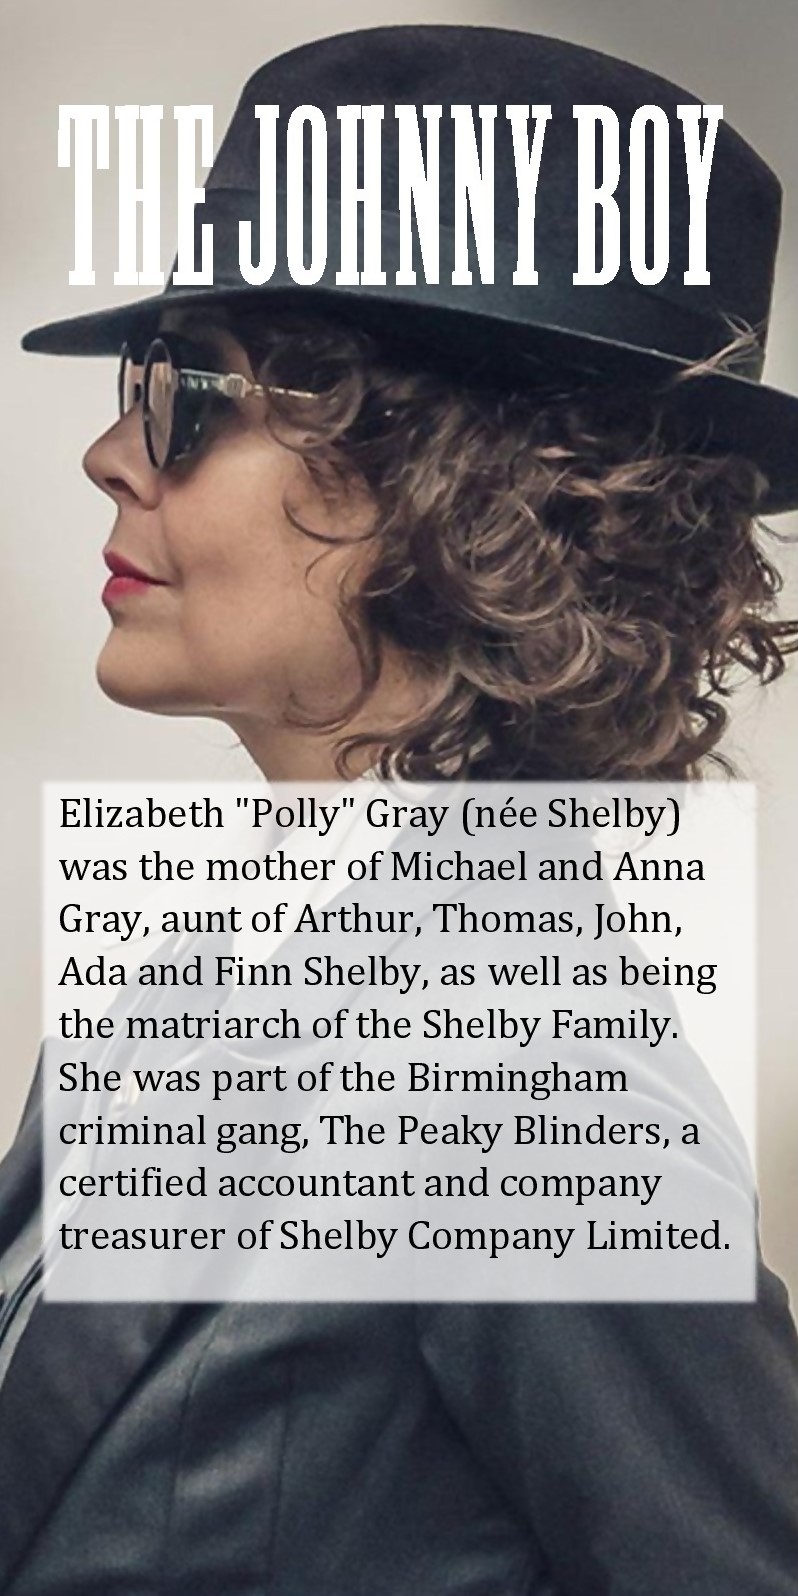 THE JOHNNY BOY
Elizabeth "Polly" Gray (née Shelby)
was the mother of Michael and Anna
Gray, aunt of Arthur, Thomas, John,
Ada and Finn Shelby, as well as being
the matriarch of the Shelby Family.
She was part of the Birmingham
criminal gang, The Peaky Blinders, a
certified accountant and company
treasurer of Shelby Company Limited.